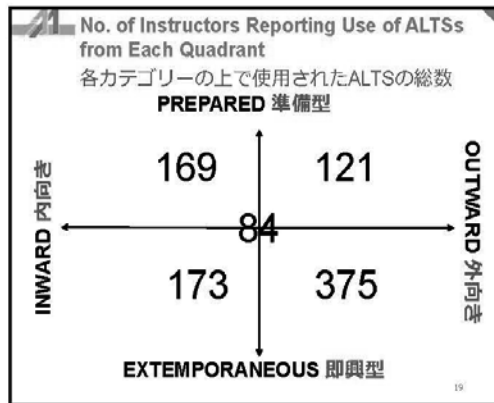 No. of Instructors Reporting Use of ALTSs
from Each Quadrant
各カテゴリーの上で使用されたALTSの総数
PREPARED 準備型
169 121
INWARD 内向き
84
OUTWARD 外向き
173 375
EXTEMPORANEOUS 即興型
19